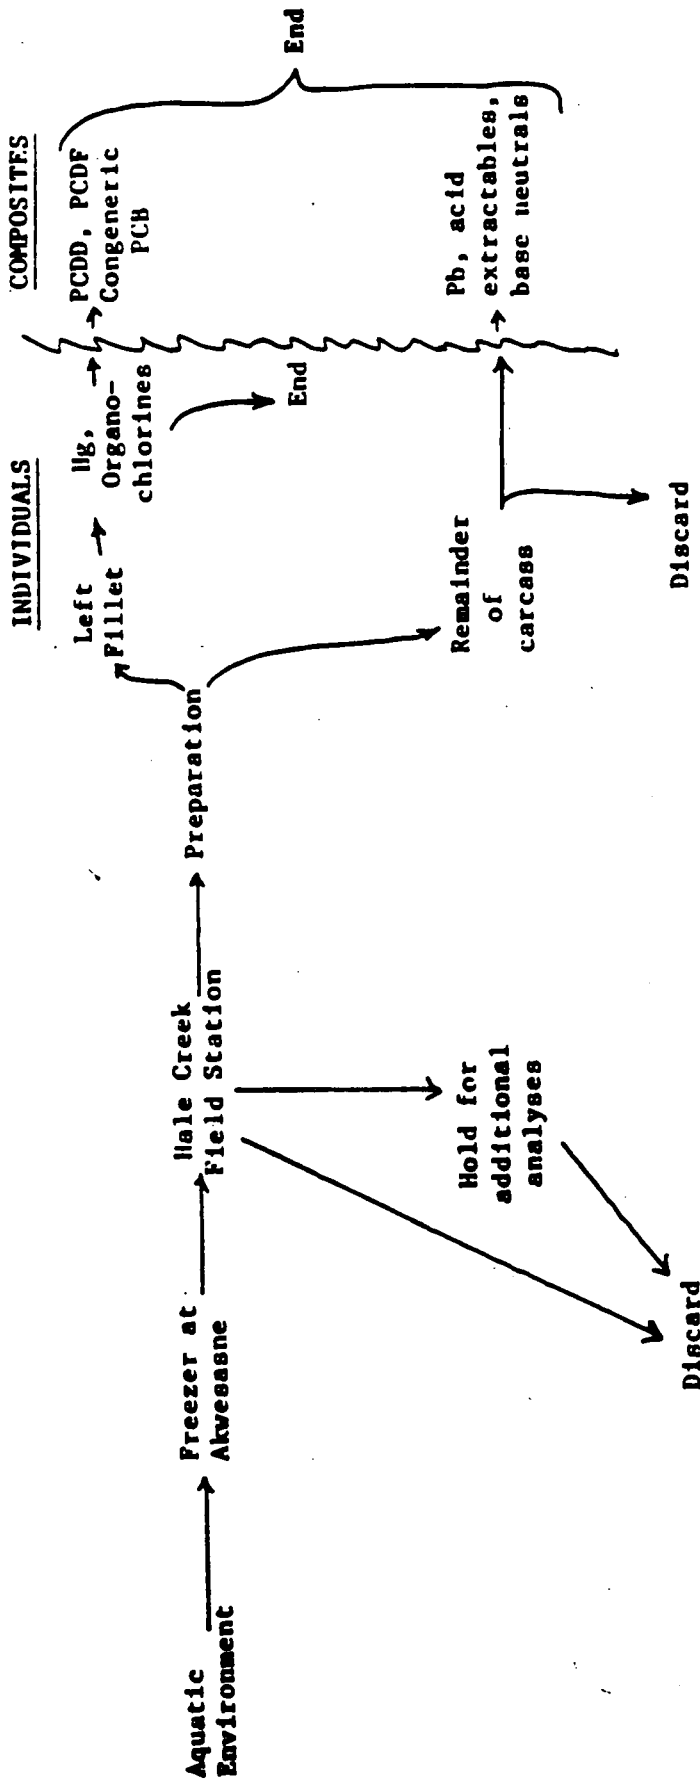 Aquatic
Environment
Freezer at
Akwesasne
Hale Creek
Field Station
Hold for
additional
analyses
Discard
Preparation
INDIVIDUALS
Left
Fillet
Hg,
Organo-
chlorines
End
Remainder
of
carcass
Discard
COMPOSITES
PCDD, PCDF
Congeneric
PCB
Pb, acid
extractables,
base neutrals
End